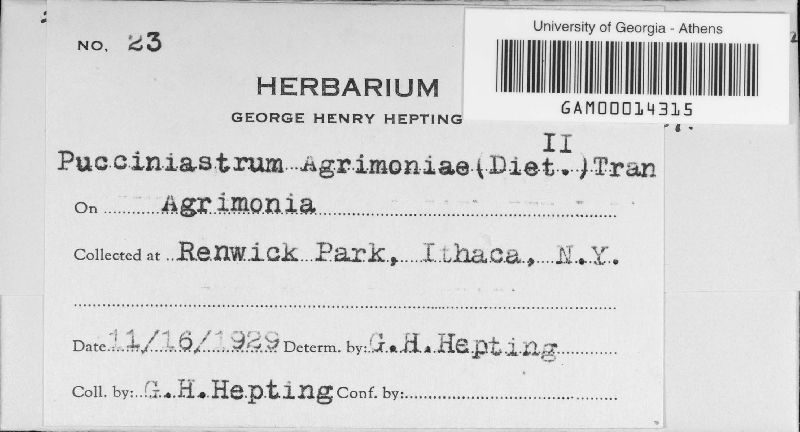 University of Georgia - Athens
GAM00014315
NO. 23
HERBARIUM
GEORGE HENRY HEPTING
II
Pucciniastrum Agrimoniae(Diet.)Tran
On Agrimonia
Collected at Renwick Park, Ithaca, N.Y.
Date 11/16/1929 Determ. by: G.H.Hepting
Coll. by: G.H.Hepting Conf. by: